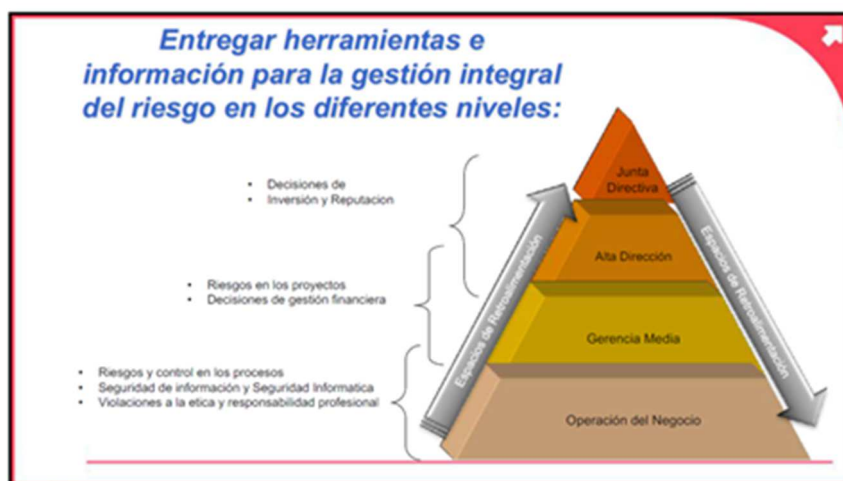 Entregar herramientas e
información para la gestión integral
del riesgo en los diferentes niveles:
• Decisiones de
• Inversión y Reputacion
• Riesgos en los proyectos
• Decisiones de gestión financiera
• Riesgos y control en los procesos
• Seguridad de información y Seguridad Informatica
• Violaciones a la etica y responsabilidad profesional
Espacios de Retroalimentación
Junta
Directiva
Alta Dirección
Gerencia Media
Operación del Negocio
Espacios de Retroalimentación